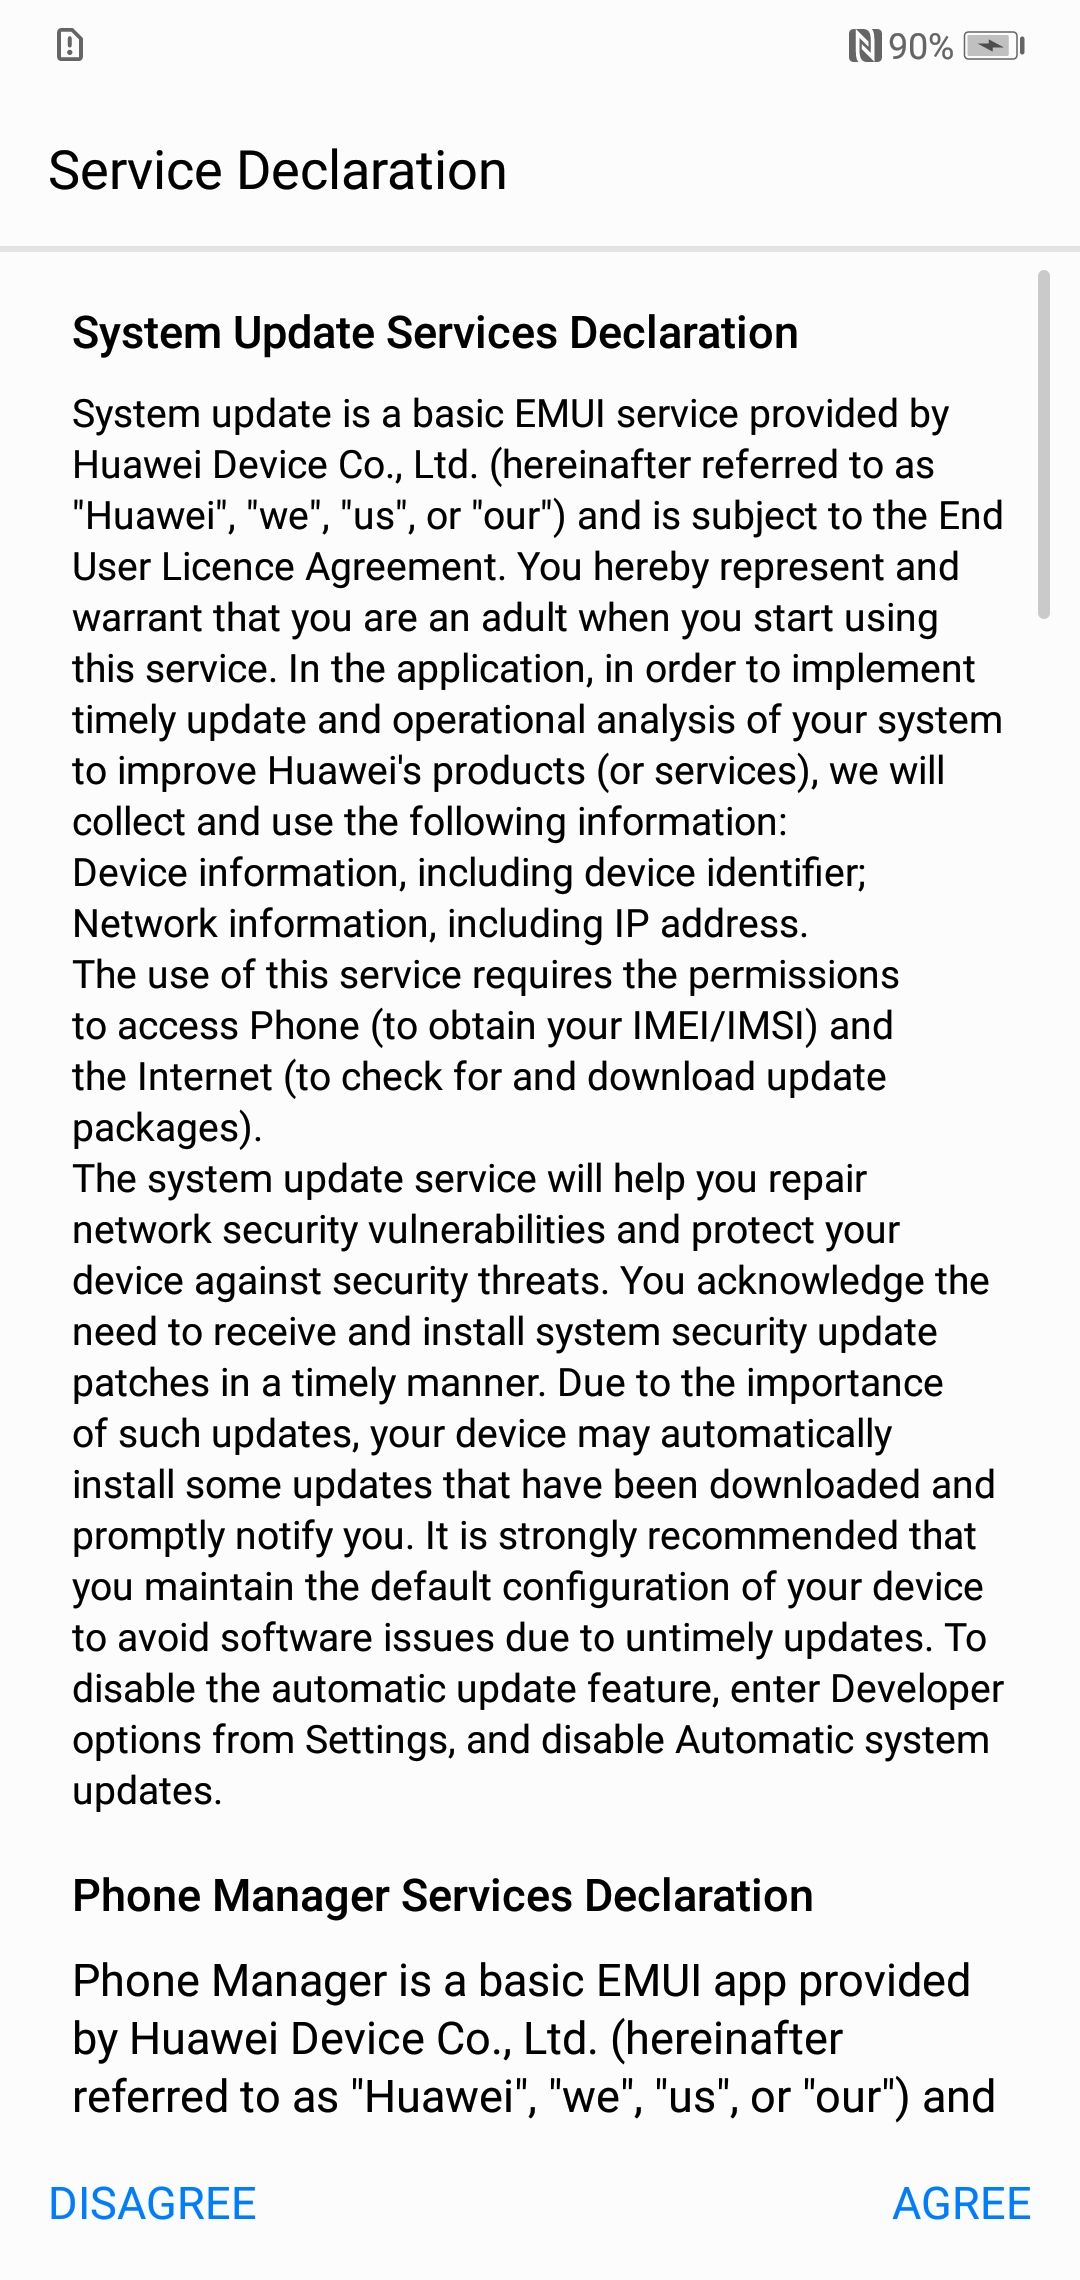 90%
Service Declaration
System Update Services Declaration
System update is a basic EMUI service provided by
Huawei Device Co., Ltd. (hereinafter referred to as
"Huawei", "we", "us", or "our") and is subject to the End
User Licence Agreement. You hereby represent and
warrant that you are an adult when you start using
this service. In the application, in order to implement
timely update and operational analysis of your system
to improve Huawei's products (or services), we will
collect and use the following information:
Device information, including device identifier;
Network information, including IP address.
The use of this service requires the permissions
to access Phone (to obtain your IMEI/IMSI) and
the Internet (to check for and download update
packages).
The system update service will help you repair
network security vulnerabilities and protect your
device against security threats. You acknowledge the
need to receive and install system security update
patches in a timely manner. Due to the importance
of such updates, your device may automatically
install some updates that have been downloaded and
promptly notify you. It is strongly recommended that
you maintain the default configuration of your device
to avoid software issues due to untimely updates. To
disable the automatic update feature, enter Developer
options from Settings, and disable Automatic system
updates.
Phone Manager Services Declaration
Phone Manager is a basic EMUI app provided
by Huawei Device Co., Ltd. (hereinafter
referred to as "Huawei", "we", "us", or "our") and
DISAGREE AGREE